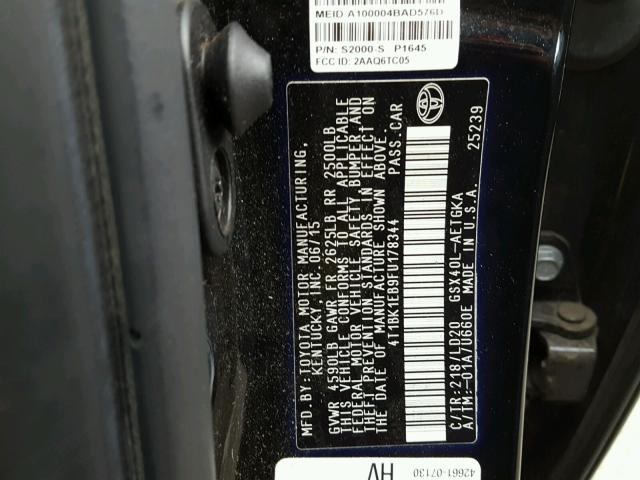 MEID A100004BAD576D
P/N: S2000-S P1645
FCC ID: 2AAQ6TC05
MFD.BY: TOYOTA MOTOR MANUFACTURING,
KENTUCKY, INC. 06/15
GVWR 4590LB GAWR FR 2625LB RR 2500LB
THIS VEHICLE CONFORMS TO ALL APPLICABLE
FEDERAL MOTOR VEHICLE SAFETY, BUMPER, AND
THEFT PREVENTION STANDARDS IN EFFECT ON
THE DATE OF MANUFACTURE SHOWN ABOVE.
4T1BK1EB9FU178344 PASS. CAR
C/TR: 218/LD20 GSX40L-AETGKA
A/TM: -01A/U660E MADE IN U.S.A. 25239
42661-07130
HV